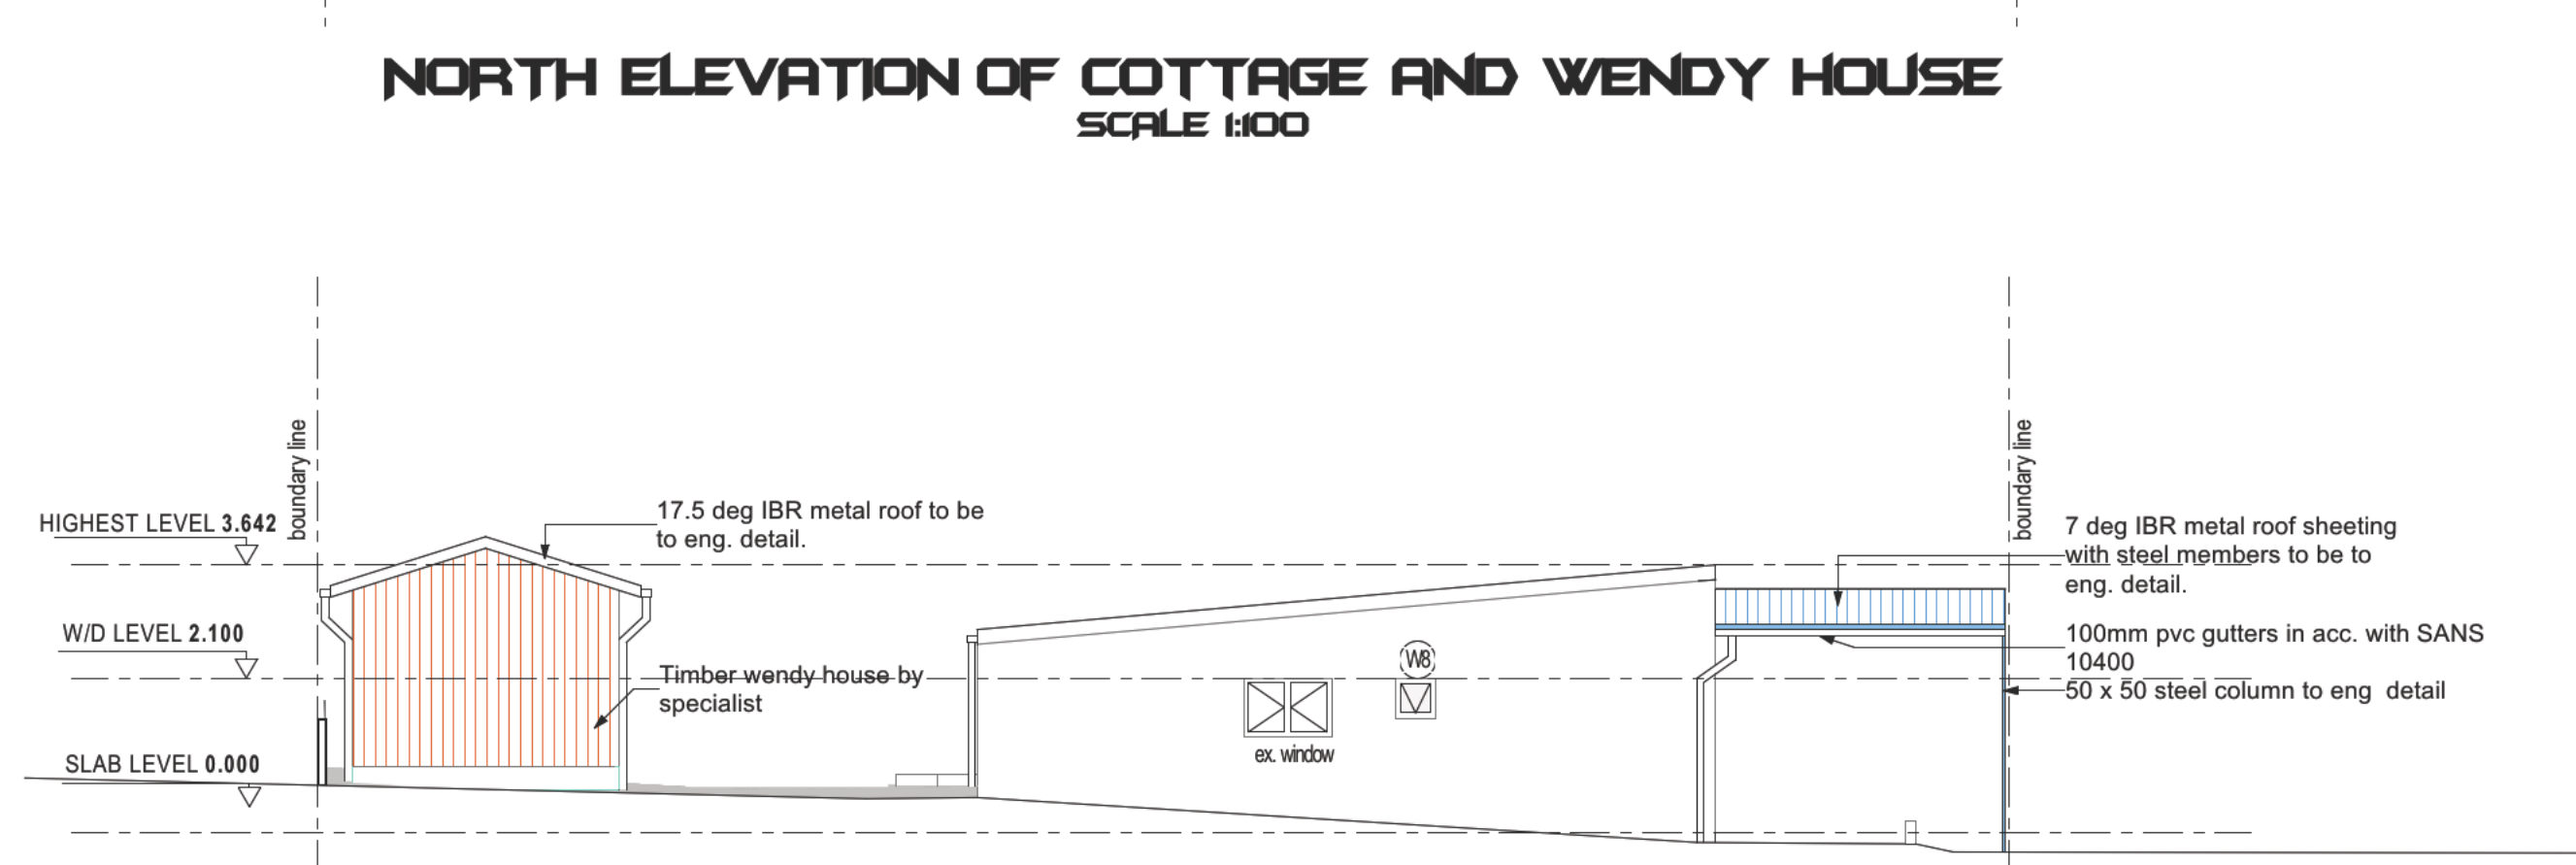 NORTH ELEVATION OF COTTAGE AND WENDY HOUSE
SCALE 1:100
boundary line
boundary line
HIGHEST LEVEL 3.642
17.5 deg IBR metal roof to be
to eng. detail.
7 deg IBR metal roof sheeting
with steel members to be to
eng. detail.
W/D LEVEL 2.100
100mm pvc gutters in acc. with SANS
10400
W8
Timber wendy house by
specialist
50 x 50 steel column to eng detail
ex. window
SLAB LEVEL 0.000